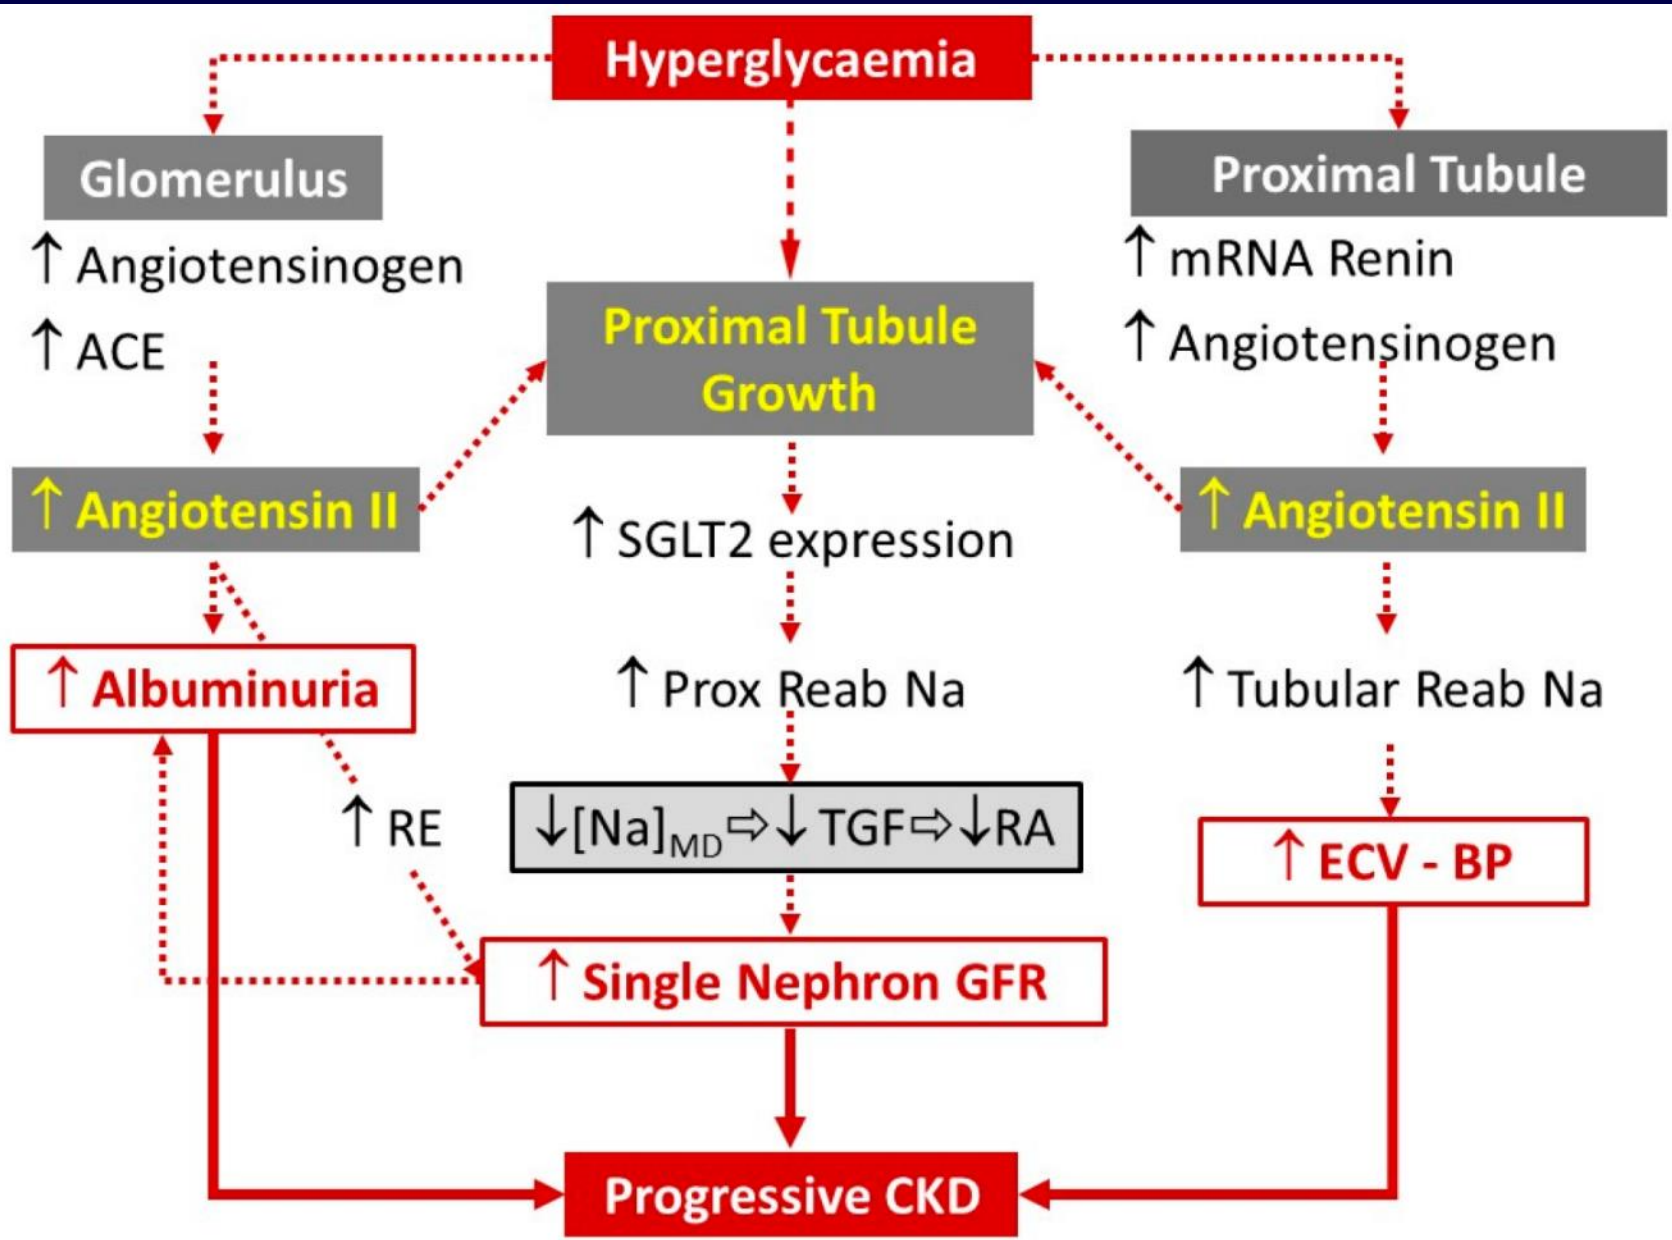 Hyperglycaemia
Glomerulus
↑ Angiotensinogen
↑ ACE
↑ Angiotensin II
↑ Albuminuria
↑ RE
Proximal Tubule
Growth
↑ SGLT2 expression
↑ Prox Reab Na
↓[Na]MD⇨↓ TGF⇨↓RA
↑ Single Nephron GFR
Proximal Tubule
↑ mRNA Renin
↑ Angiotensinogen
↑ Angiotensin II
↑ Tubular Reab Na
↑ ECV - BP
Progressive CKD